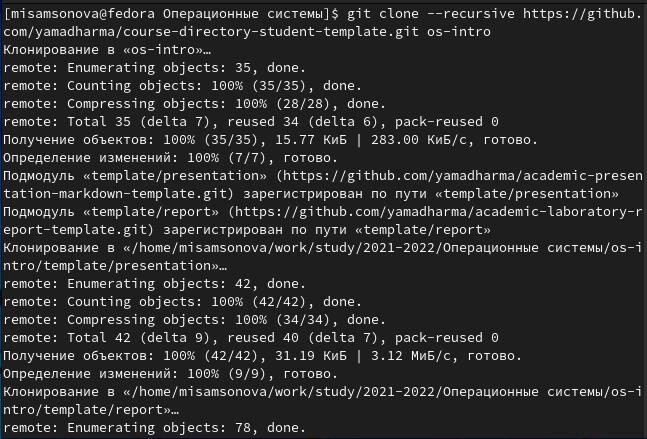 [misamsonova@fedora Операционные системы]$ git clone --recursive https://github.
com/yamadharma/course-directory-student-template.git os-intro
Клонирование в «os-intro»…
remote: Enumerating objects: 35, done.
remote: Counting objects: 100% (35/35), done.
remote: Compressing objects: 100% (28/28), done.
remote: Total 35 (delta 7), reused 34 (delta 6), pack-reused 0
Получение объектов: 100% (35/35), 15.77 КиБ | 283.00 КиБ/с, готово.
Определение изменений: 100% (7/7), готово.
Подмодуль «template/presentation» (https://github.com/yamadharma/academic-presen
tation-markdown-template.git) зарегистрирован по пути «template/presentation»
Подмодуль «template/report» (https://github.com/yamadharma/academic-laboratory-r
eport-template.git) зарегистрирован по пути «template/report»
Клонирование в «/home/misamsonova/work/study/2021-2022/Операционные системы/os-i
ntro/template/presentation»…
remote: Enumerating objects: 42, done.
remote: Counting objects: 100% (42/42), done.
remote: Compressing objects: 100% (34/34), done.
remote: Total 42 (delta 9), reused 40 (delta 7), pack-reused 0
Получение объектов: 100% (42/42), 31.19 КиБ | 3.12 МиБ/с, готово.
Определение изменений: 100% (9/9), готово.
Клонирование в «/home/misamsonova/work/study/2021-2022/Операционные системы/os-i
ntro/template/report»…
remote: Enumerating objects: 78, done.